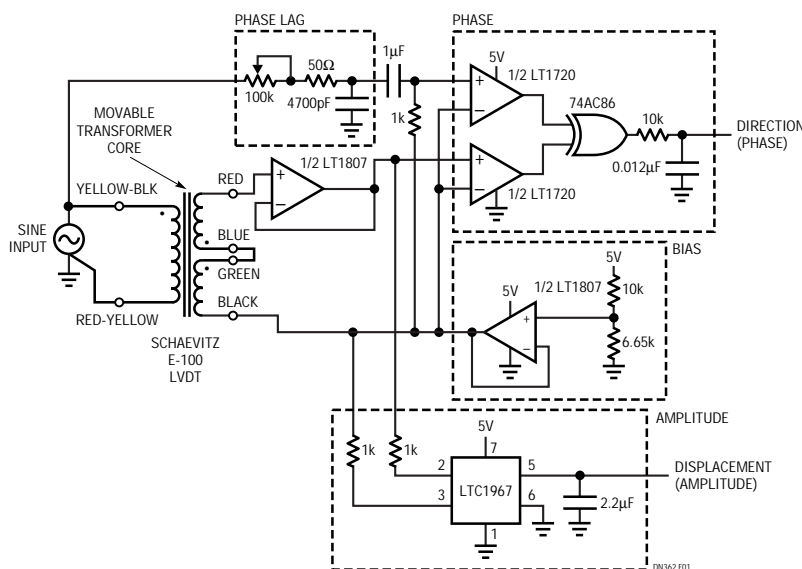 PHASE LAG
PHASE
1µF
50Ω
100k
4700pF
1k
5V
1/2 LT1720
74AC86
10k
DIRECTION
(PHASE)
0.012µF
+
–
+
–
1/2 LT1720
MOVABLE
TRANSFORMER
CORE
YELLOW-BLK
RED
1/2 LT1807
+
–
SINE
INPUT
BLUE
GREEN
BLACK
RED-YELLOW
SCHAEVITZ
E-100
LVDT
BIAS
5V
1/2 LT1807
10k
5V
+
–
6.65k
AMPLITUDE
5V
1k
1k
7
2
5
DISPLACEMENT
(AMPLITUDE)
LTC1967
3
6
2.2µF
1
DN362 F01